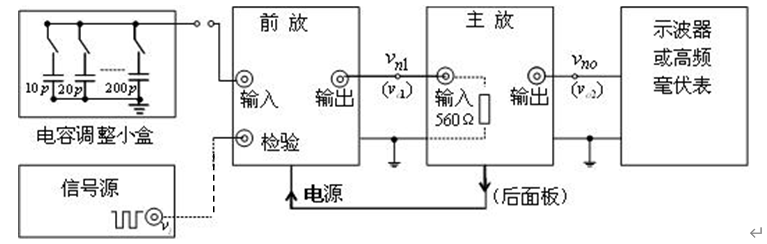 10p 20p 200p
电容调整小盒
信号源
v
前放
输入
输出
检验
vn1
(vo1)
主放
输入
560Ω
输出
vno
(vo2)
示波器
或高频
毫伏表
电源
(后面板)